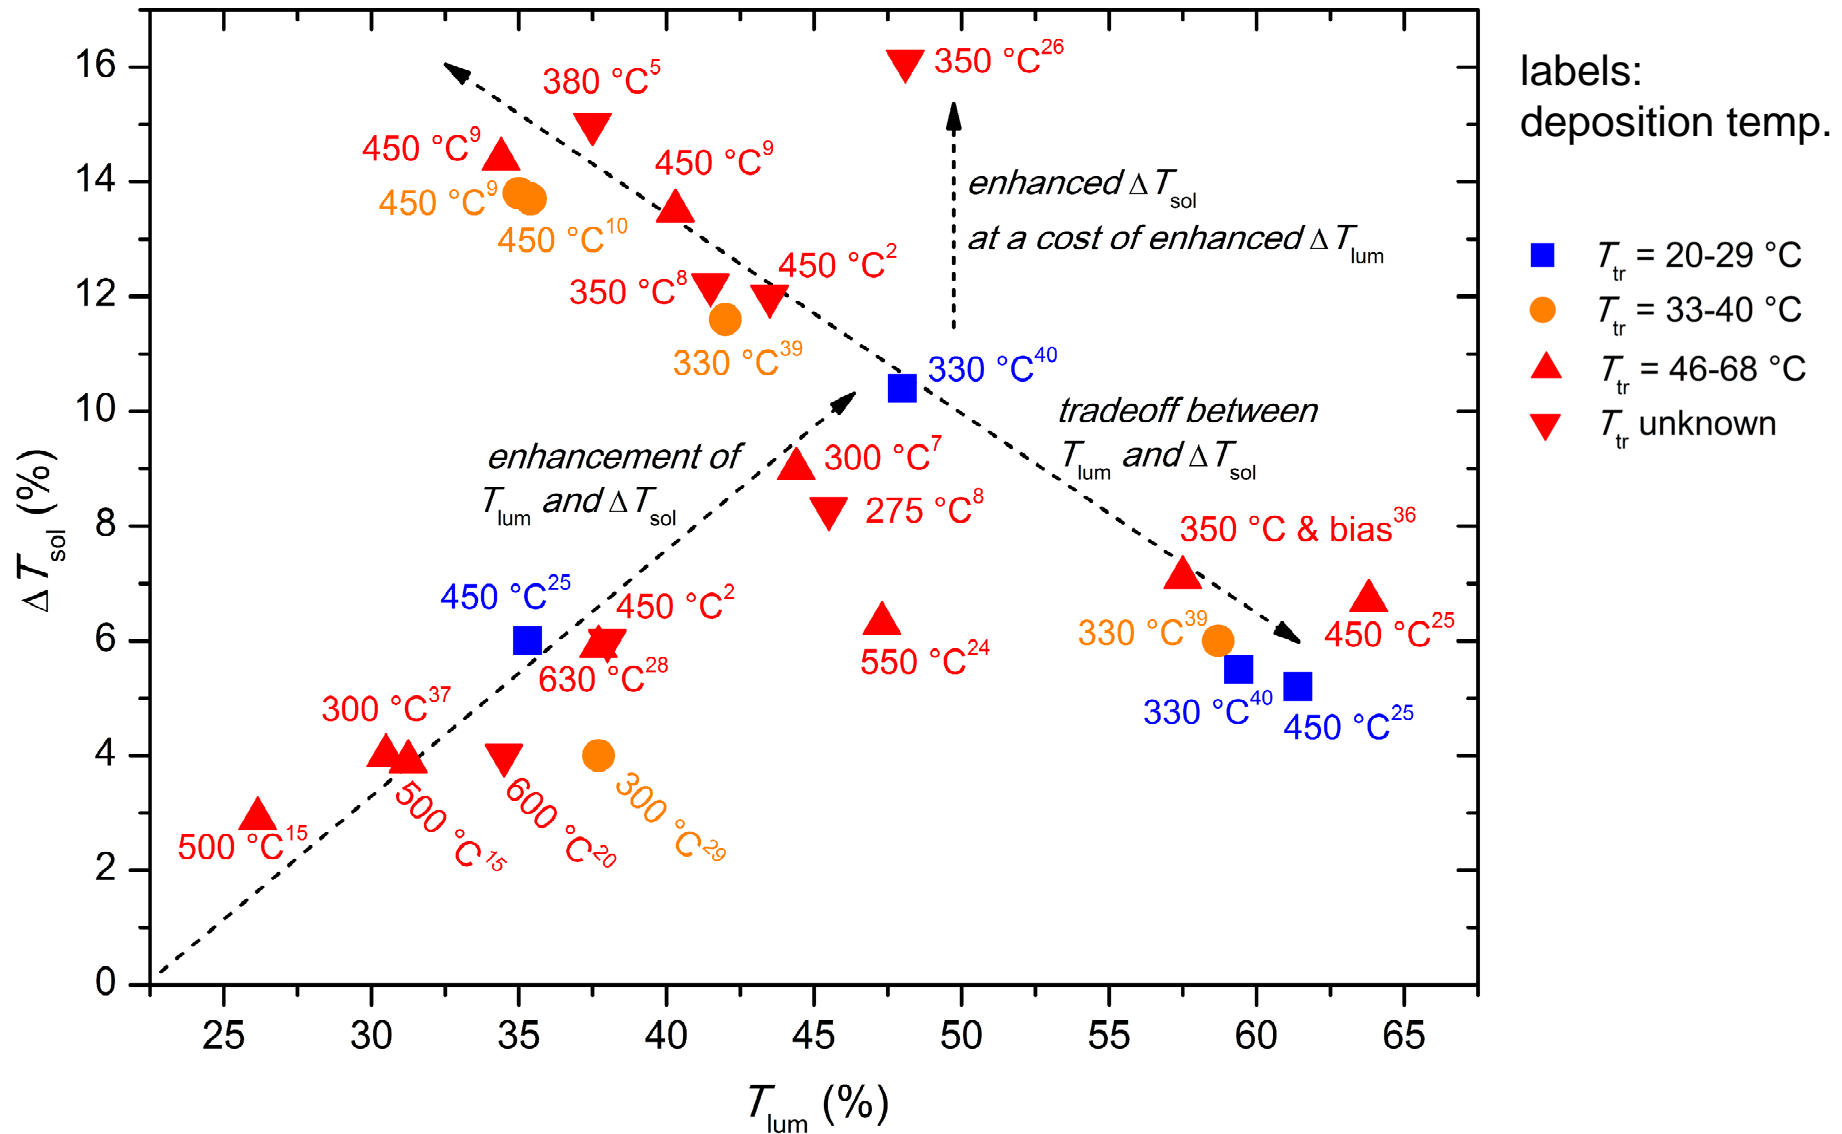 16
14
12
10
8
6
4
2
0
Δ Tsol (%)
25
30
35
40
45
50
55
60
65
Tlum (%)
380 °C5
350 °C26
450 °C9
450 °C9
450 °C9
450 °C10
enhanced ΔTsol
at a cost of enhanced ΔTlum
350 °C8
450 °C2
330 °C39
330 °C40
enhancement of
Tlum and ΔTsol
300 °C7
275 °C8
tradeoff between
Tlum and ΔTsol
350 °C & bias36
450 °C25
450 °C2
630 °C28
550 °C24
330 °C39
450 °C25
330 °C40
450 °C25
300 °C37
500 °C15
500 °C15
600 °C20
300 °C29
labels:
deposition temp.
Ttr = 20-29 °C
Ttr = 33-40 °C
Ttr = 46-68 °C
Ttr unknown